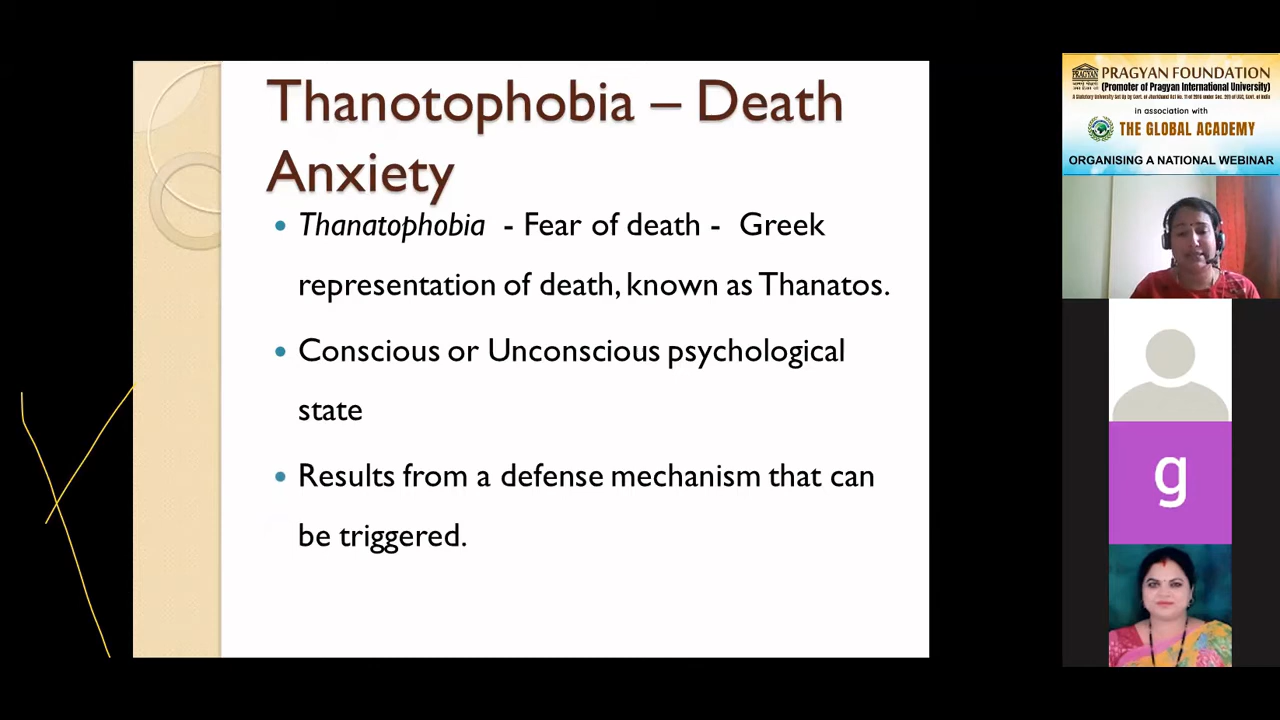 Thanotophobia – Death
Anxiety
• Thanatophobia - Fear of death - Greek
representation of death, known as Thanatos.
• Conscious or Unconscious psychological
state
• Results from a defense mechanism that can
be triggered.
PRAGYAN FOUNDATION
(Promoter of Pragyan International University)
in association with
THE GLOBAL ACADEMY
ORGANISING A NATIONAL WEBINAR
g